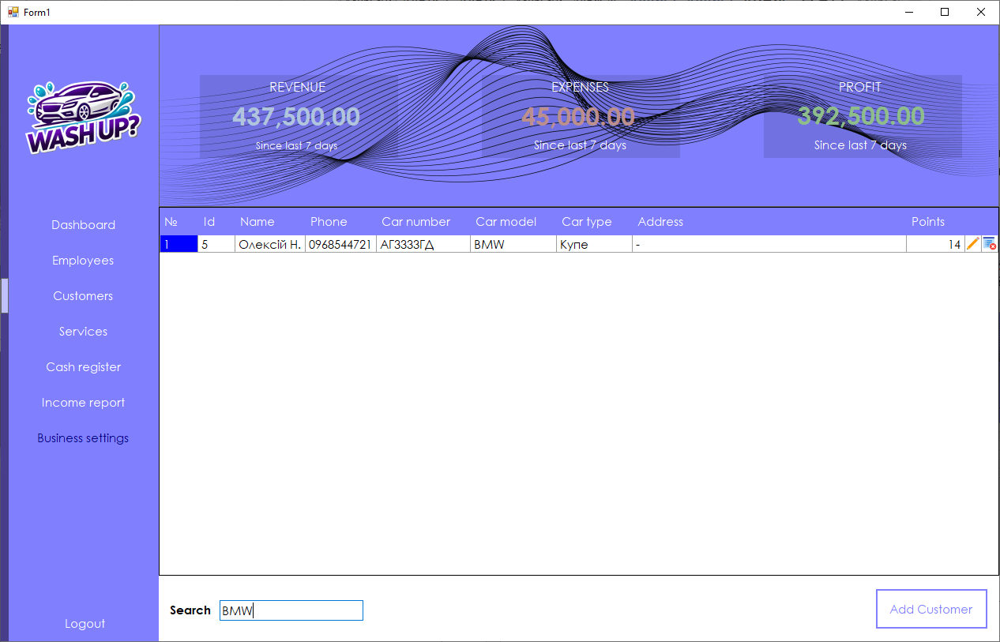 Form1
WASH UP?
REVENUE
437,500.00
Since last 7 days
EXPENSES
45,000.00
Since last 7 days
PROFIT
392,500.00
Since last 7 days
Dashboard
Employees
Customers
Services
Cash register
Income report
Business settings
Logout
№ Id Name Phone Car number Car model Car type Address Points
1 5 Олексій Н. 0968544721 АГ3333ГД BMW Купе - 14
Search BMW
Add Customer